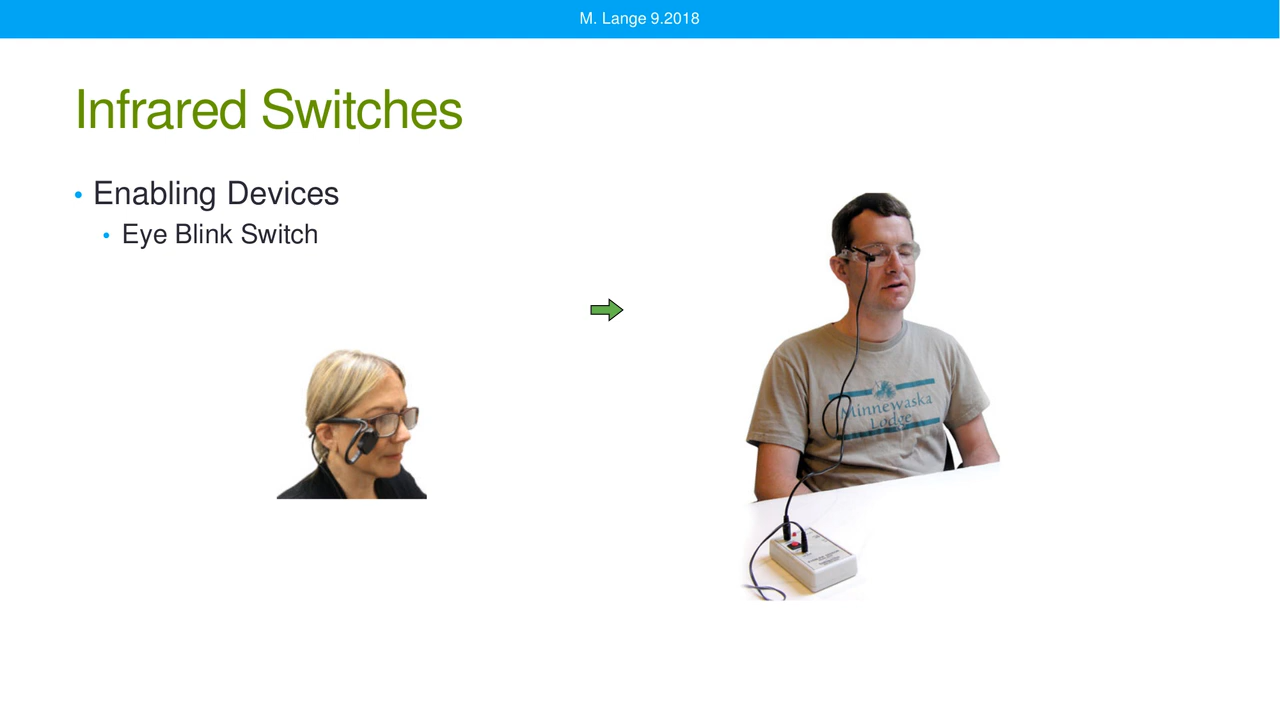 M. Lange 9.2018
Infrared Switches
• Enabling Devices
• Eye Blink Switch
Minnewaska
Lodge